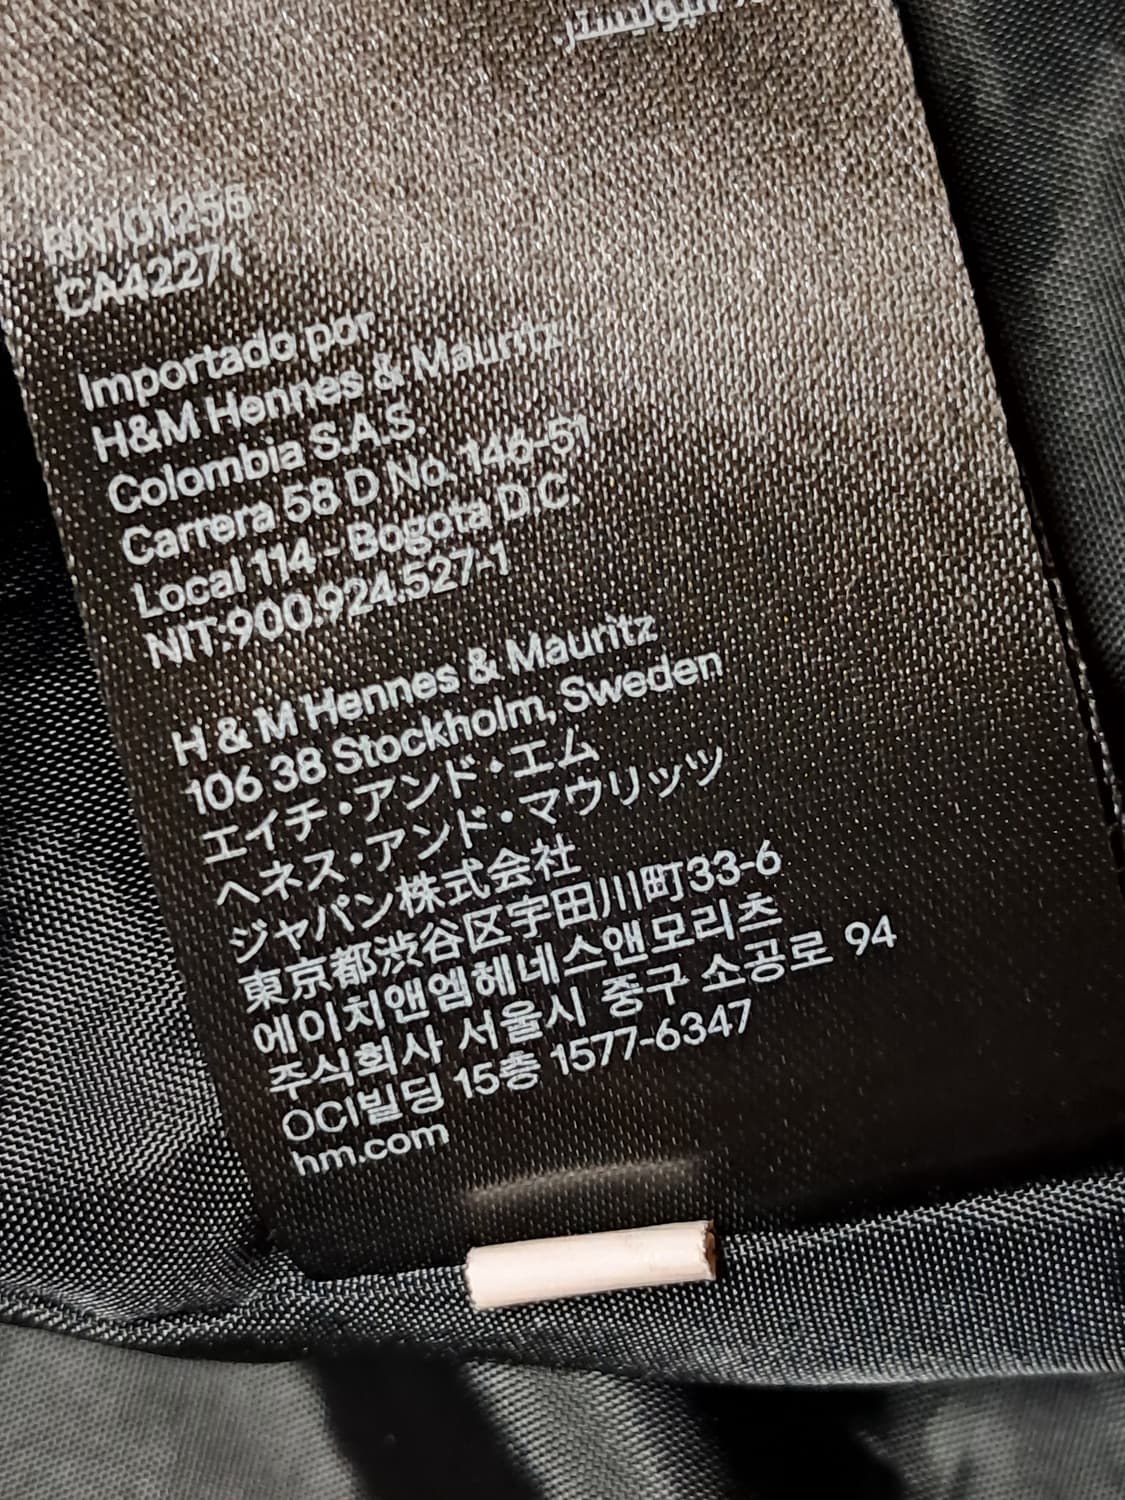 البوليستر.
RN101255
CA42271
Importado por
H&M Hennes & Mauritz
Colombia S.A.S.
Carrera 58 D No. 146-51
Local 114 - Bogota D.C.
NIT:900.924.527-1
H & M Hennes & Mauritz
106 38 Stockholm, Sweden
エイチ・アンド・エム
ヘネス・アンド・マウリッツ
ジャパン株式会社
東京都渋谷区宇田川町33-6
에이치앤엠헤네스앤모리츠
주식회사 서울시 중구 소공로 94
OCI빌딩 15층 1577-6347
hm.com